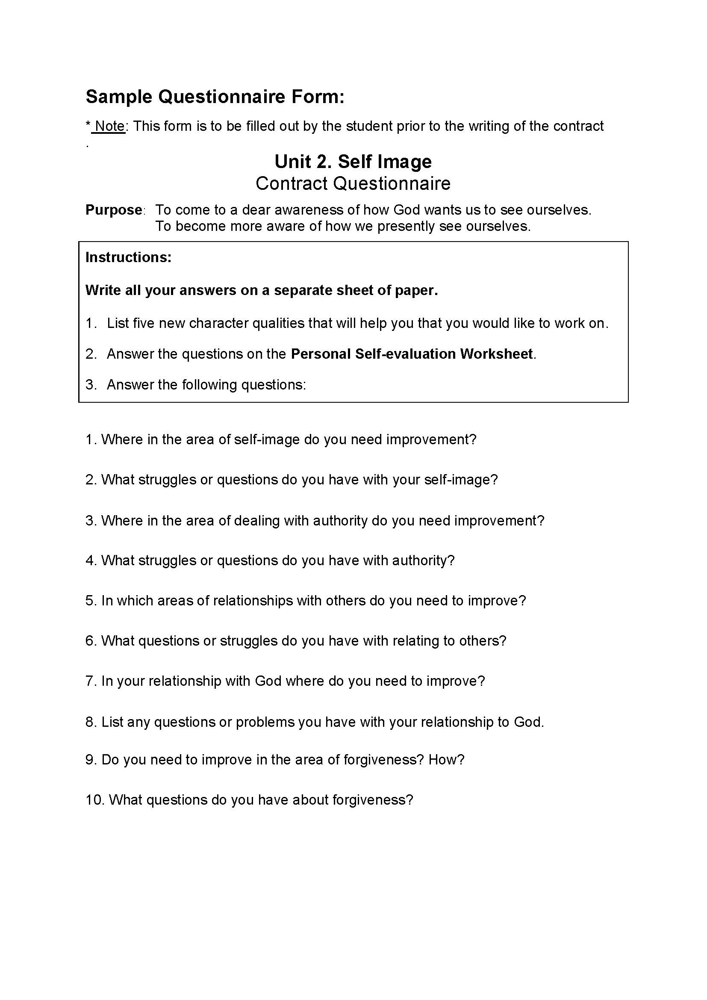 Sample Questionnaire Form:
* Note: This form is to be filled out by the student prior to the writing of the contract
.
Unit 2. Self Image
Contract Questionnaire
Purpose: To come to a dear awareness of how God wants us to see ourselves.
To become more aware of how we presently see ourselves.
Instructions:
Write all your answers on a separate sheet of paper.
1. List five new character qualities that will help you that you would like to work on.
2. Answer the questions on the Personal Self-evaluation Worksheet.
3. Answer the following questions:
1. Where in the area of self-image do you need improvement?
2. What struggles or questions do you have with your self-image?
3. Where in the area of dealing with authority do you need improvement?
4. What struggles or questions do you have with authority?
5. In which areas of relationships with others do you need to improve?
6. What questions or struggles do you have with relating to others?
7. In your relationship with God where do you need to improve?
8. List any questions or problems you have with your relationship to God.
9. Do you need to improve in the area of forgiveness? How?
10. What questions do you have about forgiveness?